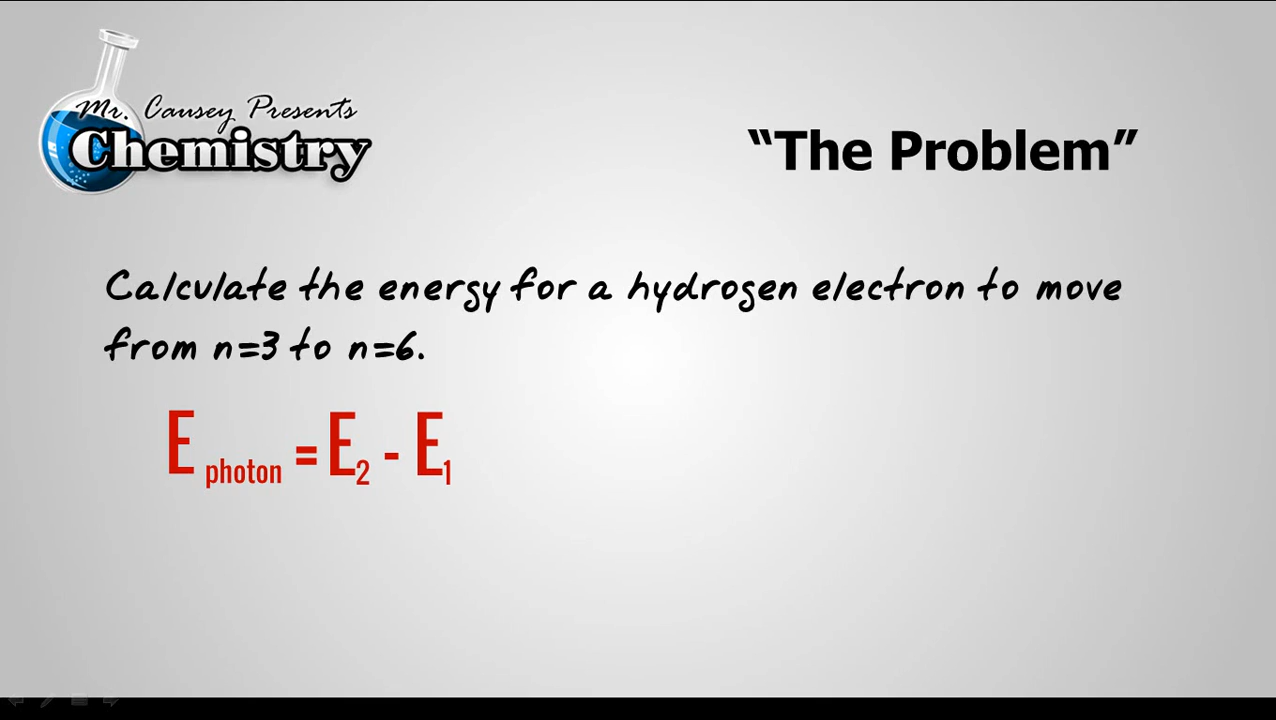 Mr. Causey Presents
Chemistry
“The Problem”
Calculate the energy for a hydrogen electron to move
from n=3 to n=6.
E photon = E2 - E1